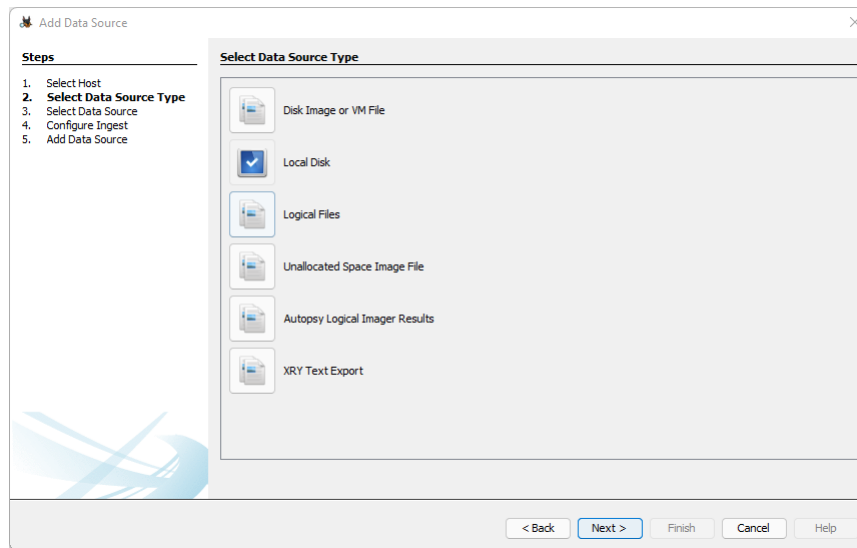 Add Data Source
Steps
1. Select Host
2. Select Data Source Type
3. Select Data Source
4. Configure Ingest
5. Add Data Source
Select Data Source Type
Disk Image or VM File
Local Disk
Logical Files
Unallocated Space Image File
Autopsy Logical Imager Results
XRY Text Export
< Back
Next >
Finish
Cancel
Help